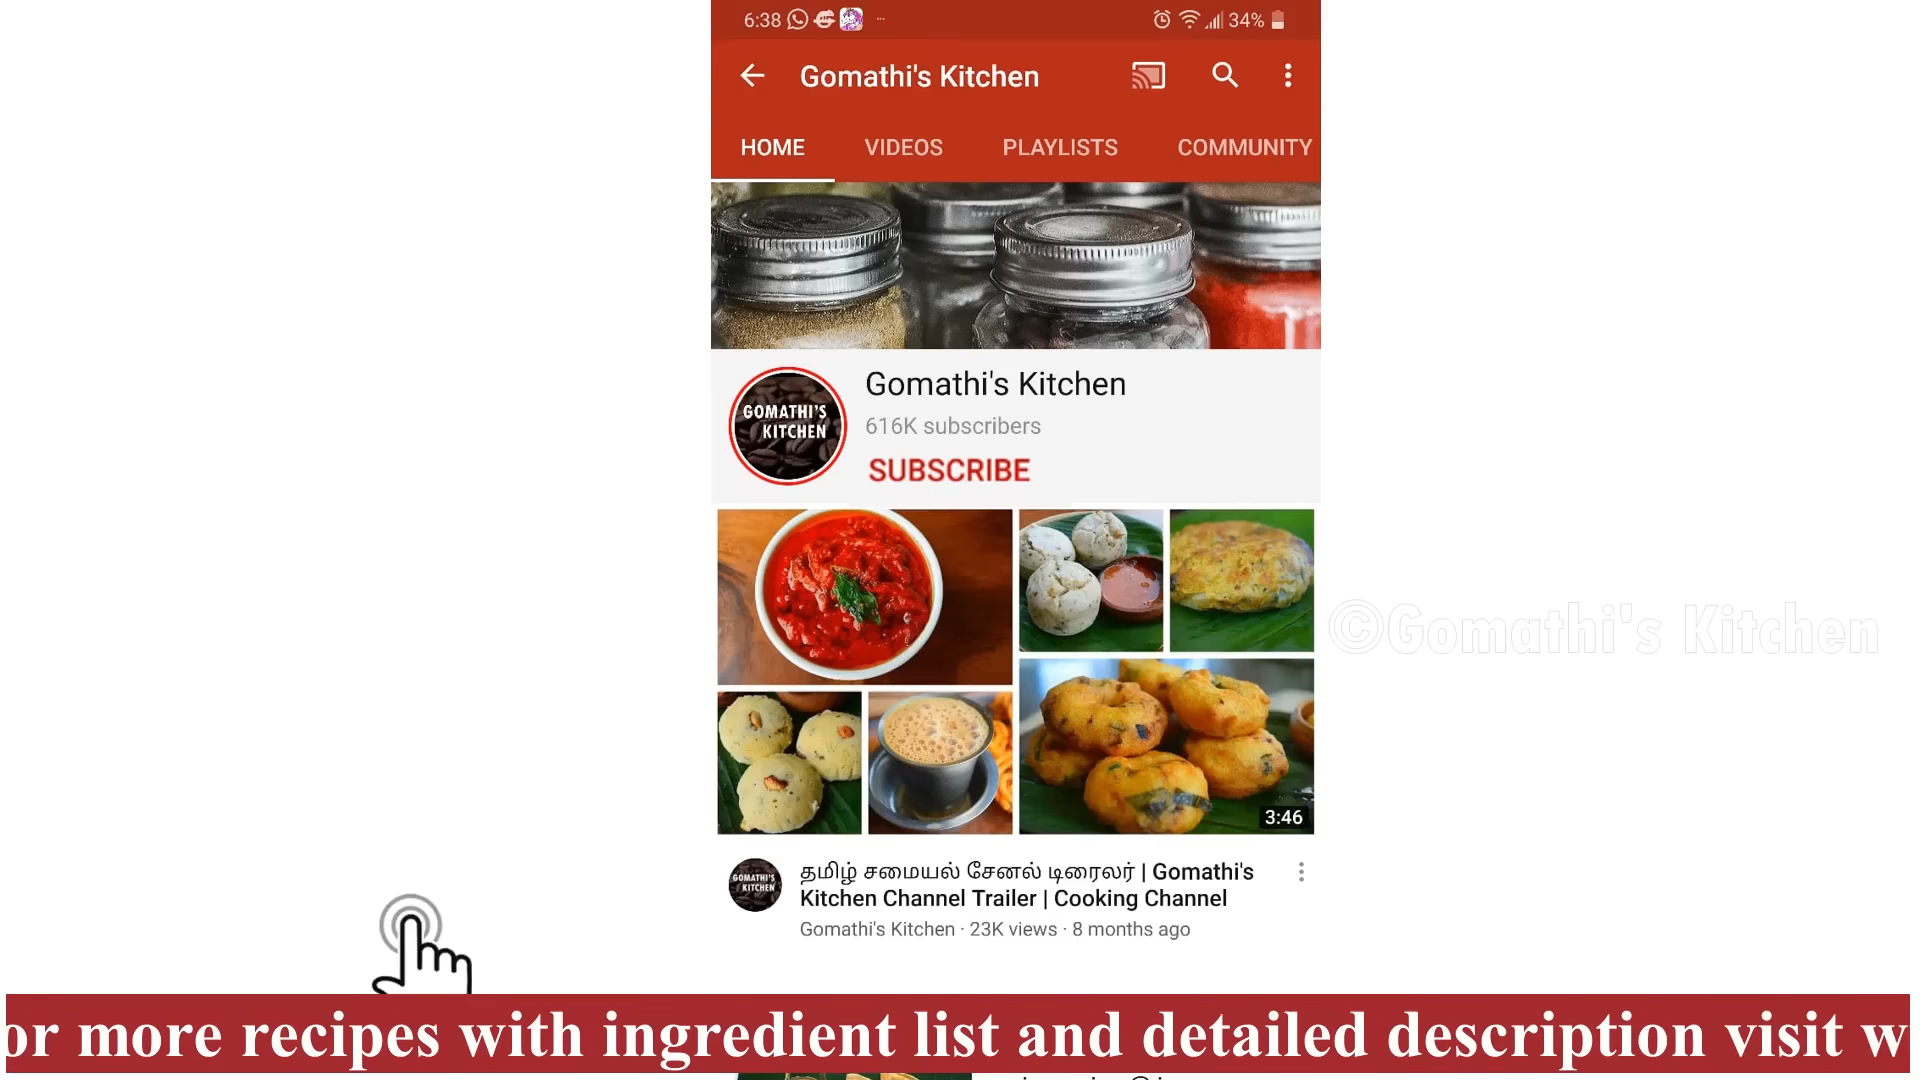 6:38
34%
Gomathi's Kitchen
HOME
VIDEOS
PLAYLISTS
COMMUNITY
GOMATHI'S
KITCHEN
Gomathi's Kitchen
616K subscribers
SUBSCRIBE
©Gomathi's Kitchen
3:46
GOMATHI'S
KITCHEN
தமிழ் சமையல் சேனல் டிரைலர் | Gomathi's
Kitchen Channel Trailer | Cooking Channel
Gomathi's Kitchen · 23K views · 8 months ago
or more recipes with ingredient list and detailed description visit w